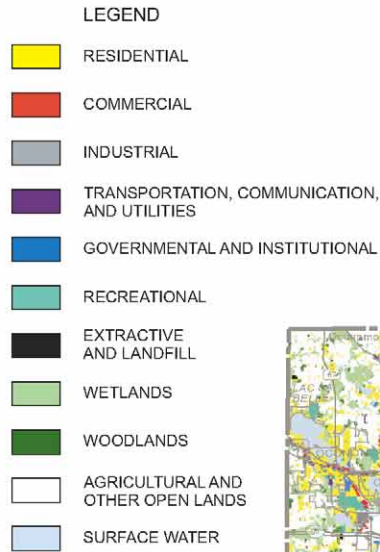 LEGEND
RESIDENTIAL
COMMERCIAL
INDUSTRIAL
TRANSPORTATION, COMMUNICATION,
AND UTILITIES
GOVERNMENTAL AND INSTITUTIONAL
RECREATIONAL
EXTRACTIVE
AND LANDFILL
WETLANDS
WOODLANDS
AGRICULTURAL AND
OTHER OPEN LANDS
SURFACE WATER